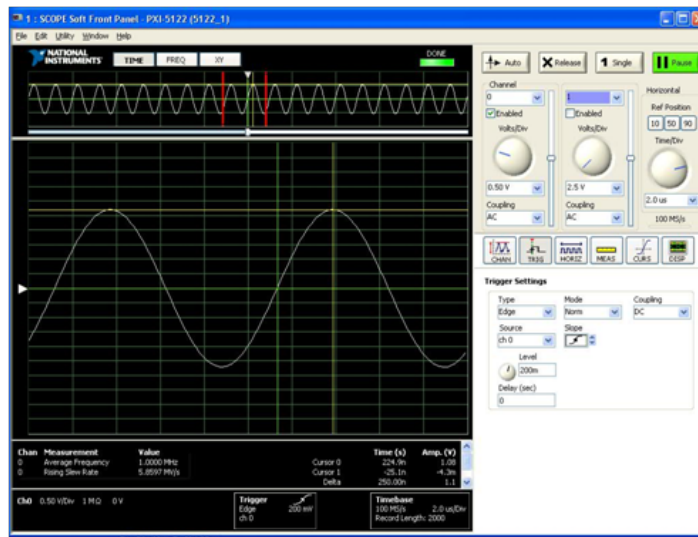 1 : SCOPE Soft Front Panel - PXI-5122 (5122_1)
File Edit Utility Window Help
NATIONAL INSTRUMENTS
TIME FREQ XY
DONE
Auto Release 1 Single Pause
Channel
0 1
Enabled Enabled
Volts/Div Volts/Div
0.50 V 2.5 V
Coupling Coupling
AC AC
Horizontal
Ref Position
10 50 90
Time/Div
2.0 us
100 MS/s
CHAN TRIG HORIZ MEAS CURS DISP
Trigger Settings
Type Mode Coupling
Edge Norm DC
Source Slope
ch 0
Level
200m
Delay (sec)
0
Chan Measurement Value
0 Average Frequency 1.0000 MHz
0 Rising Slew Rate 5.8597 MV/s
Time (s) Amp. (V)
Cursor 0 224.9n 1.08
Cursor 1 -25.1n -4.3m
Delta 250.00n 1.1
Ch0 0.50 V/Div 1 MΩ 0 V
Trigger
Edge 200 mV
ch 0
Timebase
100 MS/s 2.0 us/Div
Record Length: 2000